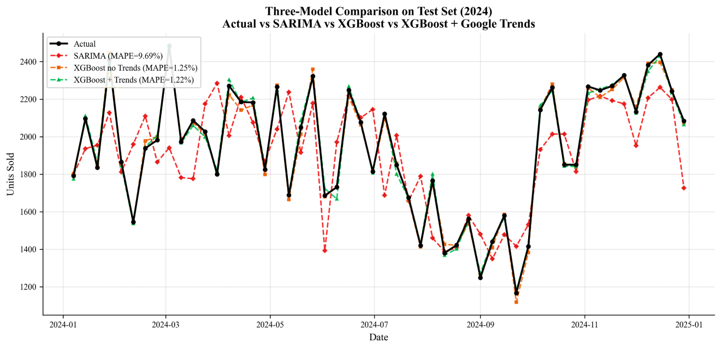 Three-Model Comparison on Test Set (2024)
Actual vs SARIMA vs XGBoost vs XGBoost + Google Trends
Actual
SARIMA (MAPE=9.69%)
XGBoost no Trends (MAPE=1.25%)
XGBoost + Trends (MAPE=1.22%)
Units Sold
2400
2200
2000
1800
1600
1400
1200
2024-01
2024-03
2024-05
2024-07
2024-09
2024-11
2025-01
Date